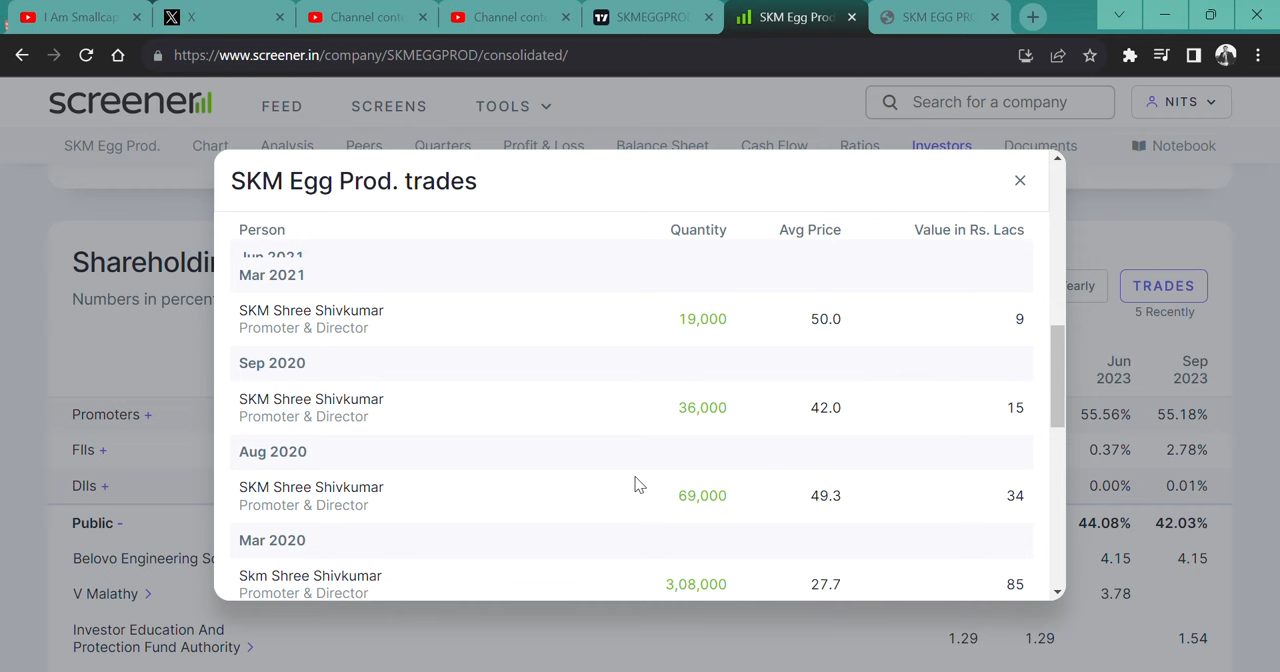 I Am Smallcap
X
Channel cont
Channel cont
SKMEGGPROD
SKM Egg Prod
SKM EGG PRO
https://www.screener.in/company/SKMEGGPROD/consolidated/
screener
FEED
SCREENS
TOOLS
Search for a company
NITS
SKM Egg Prod.
Chart
Analysis
Peers
Quarters
Profit & Loss
Balance Sheet
Cash Flow
Ratios
Investors
Documents
Notebook
SKM Egg Prod. trades
Person
Quantity
Avg Price
Value in Rs. Lacs
Jun 2021
Mar 2021
SKM Shree Shivkumar
Promoter & Director
19,000
50.0
9
Sep 2020
SKM Shree Shivkumar
Promoter & Director
36,000
42.0
15
Aug 2020
SKM Shree Shivkumar
Promoter & Director
69,000
49.3
34
Mar 2020
Skm Shree Shivkumar
Promoter & Director
3,08,000
27.7
85
Shareholdi
Numbers in percent
early
TRADES
5 Recently
Jun 2023
Sep 2023
Promoters +
55.56%
55.18%
FIIs +
0.37%
2.78%
DIIs +
0.00%
0.01%
Public -
44.08%
42.03%
Belovo Engineering S
4.15
4.15
V Malathy >
3.78
Investor Education And
Protection Fund Authority >
1.29
1.29
1.54